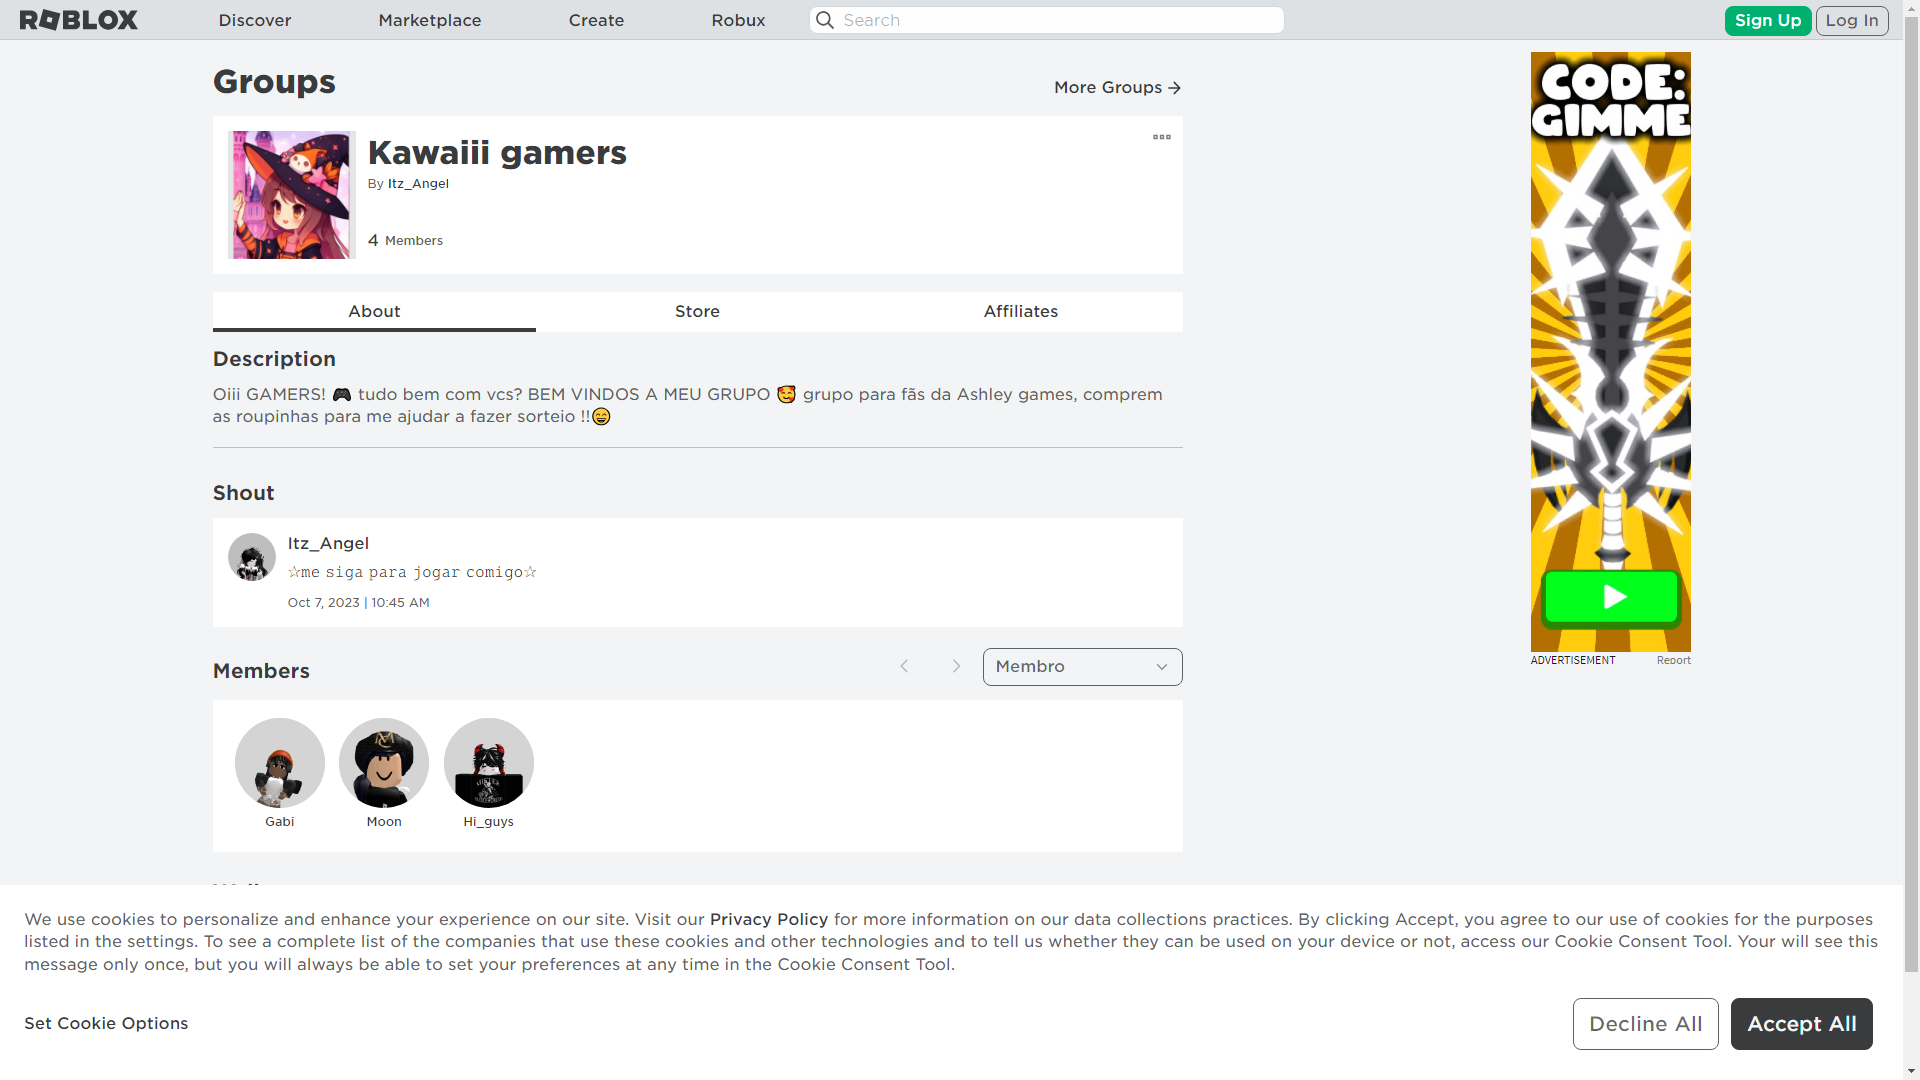 ROBLOX Discover Marketplace Create Robux Search Sign Up Log In
Groups
More Groups
Kawaiii gamers
By Itz_Angel
4 Members
About Store Affiliates
Description
Oiii GAMERS! 🎮 tudo bem com vcs? BEM VINDOS A MEU GRUPO 🥰 grupo para fãs da Ashley games, comprem
as roupinhas para me ajudar a fazer sorteio !!😄
Shout
Itz_Angel
☆me siga para jogar comigo☆
Oct 7, 2023 | 10:45 AM
Members
Membro
Gabi Moon Hi_guys
CODE:
GIMME
ADVERTISEMENT Report
We use cookies to personalize and enhance your experience on our site. Visit our Privacy Policy for more information on our data collections practices. By clicking Accept, you agree to our use of cookies for the purposes
listed in the settings. To see a complete list of the companies that use these cookies and other technologies and to tell us whether they can be used on your device or not, access our Cookie Consent Tool. Your will see this
message only once, but you will always be able to set your preferences at any time in the Cookie Consent Tool.
Set Cookie Options
Decline All
Accept All